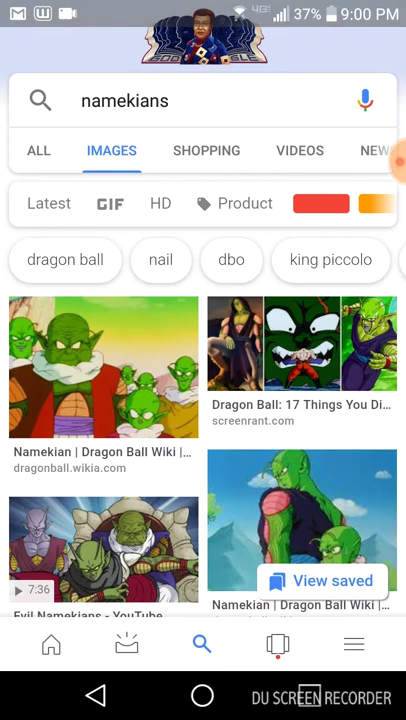 4G
37% 9:00 PM
namekians
ALL IMAGES SHOPPING VIDEOS NEW
Latest GIF HD Product
dragon ball nail dbo king piccolo
Dragon Ball: 17 Things You Di...
screenrant.com
Namekian | Dragon Ball Wiki |...
dragonball.wikia.com
7:36
View saved
Evil Namekians - YouTube
Namekian | Dragon Ball Wiki |...
DU SCREEN RECORDER